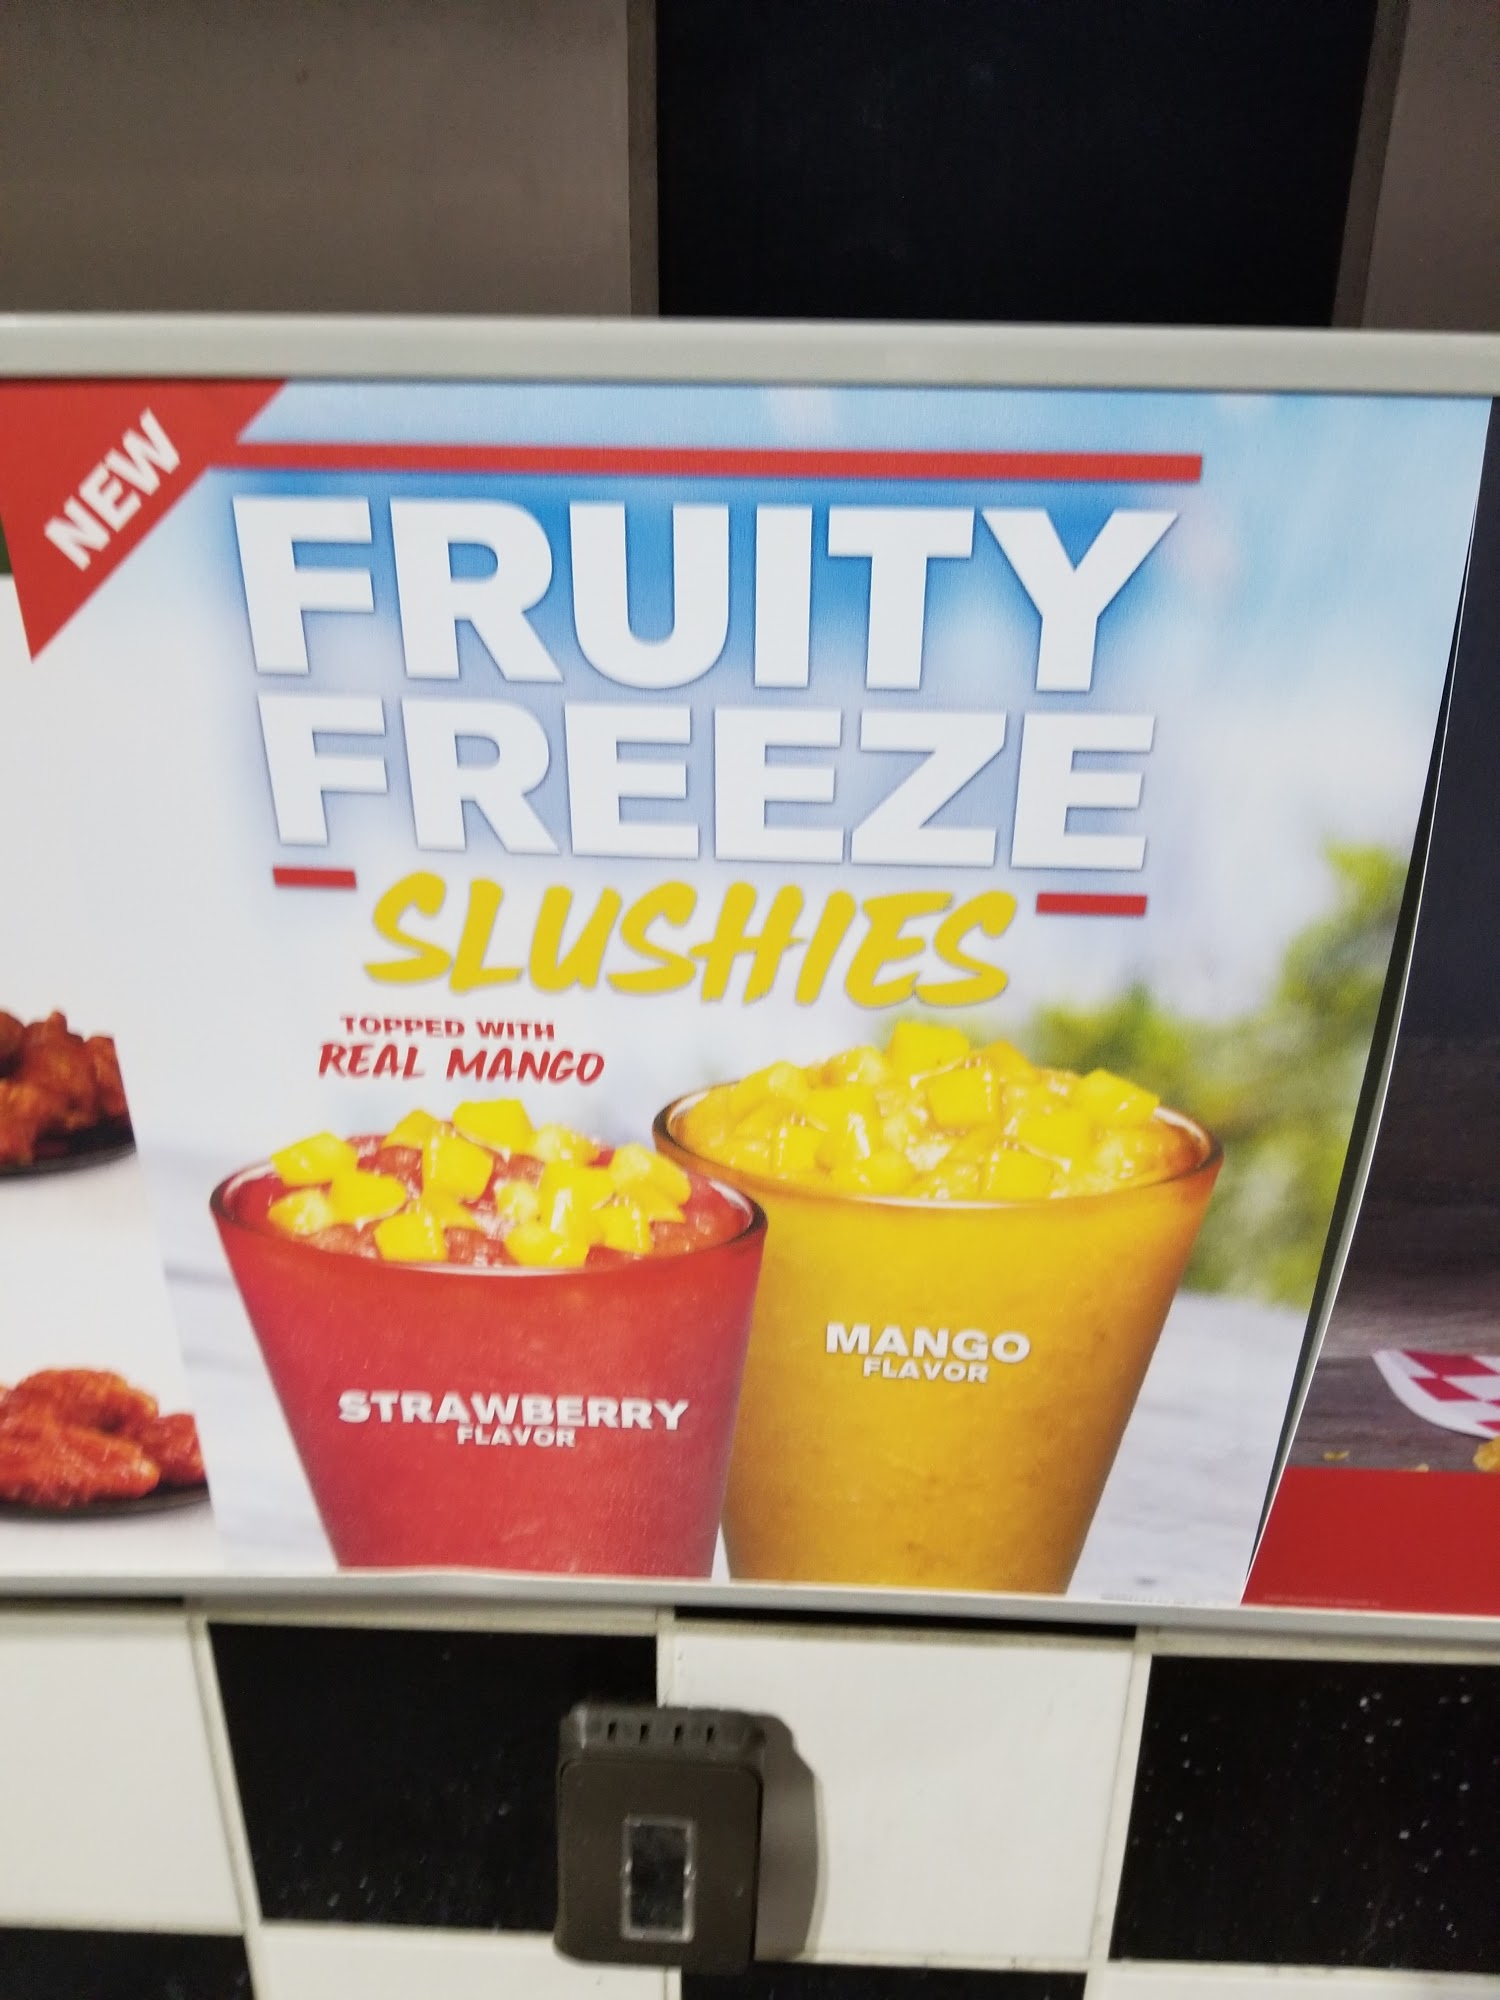 NEW
FRUITY
FREEZE
SLUSHIES
TOPPED WITH
REAL MANGO
MANGO
FLAVOR
STRAWBERRY
FLAVOR